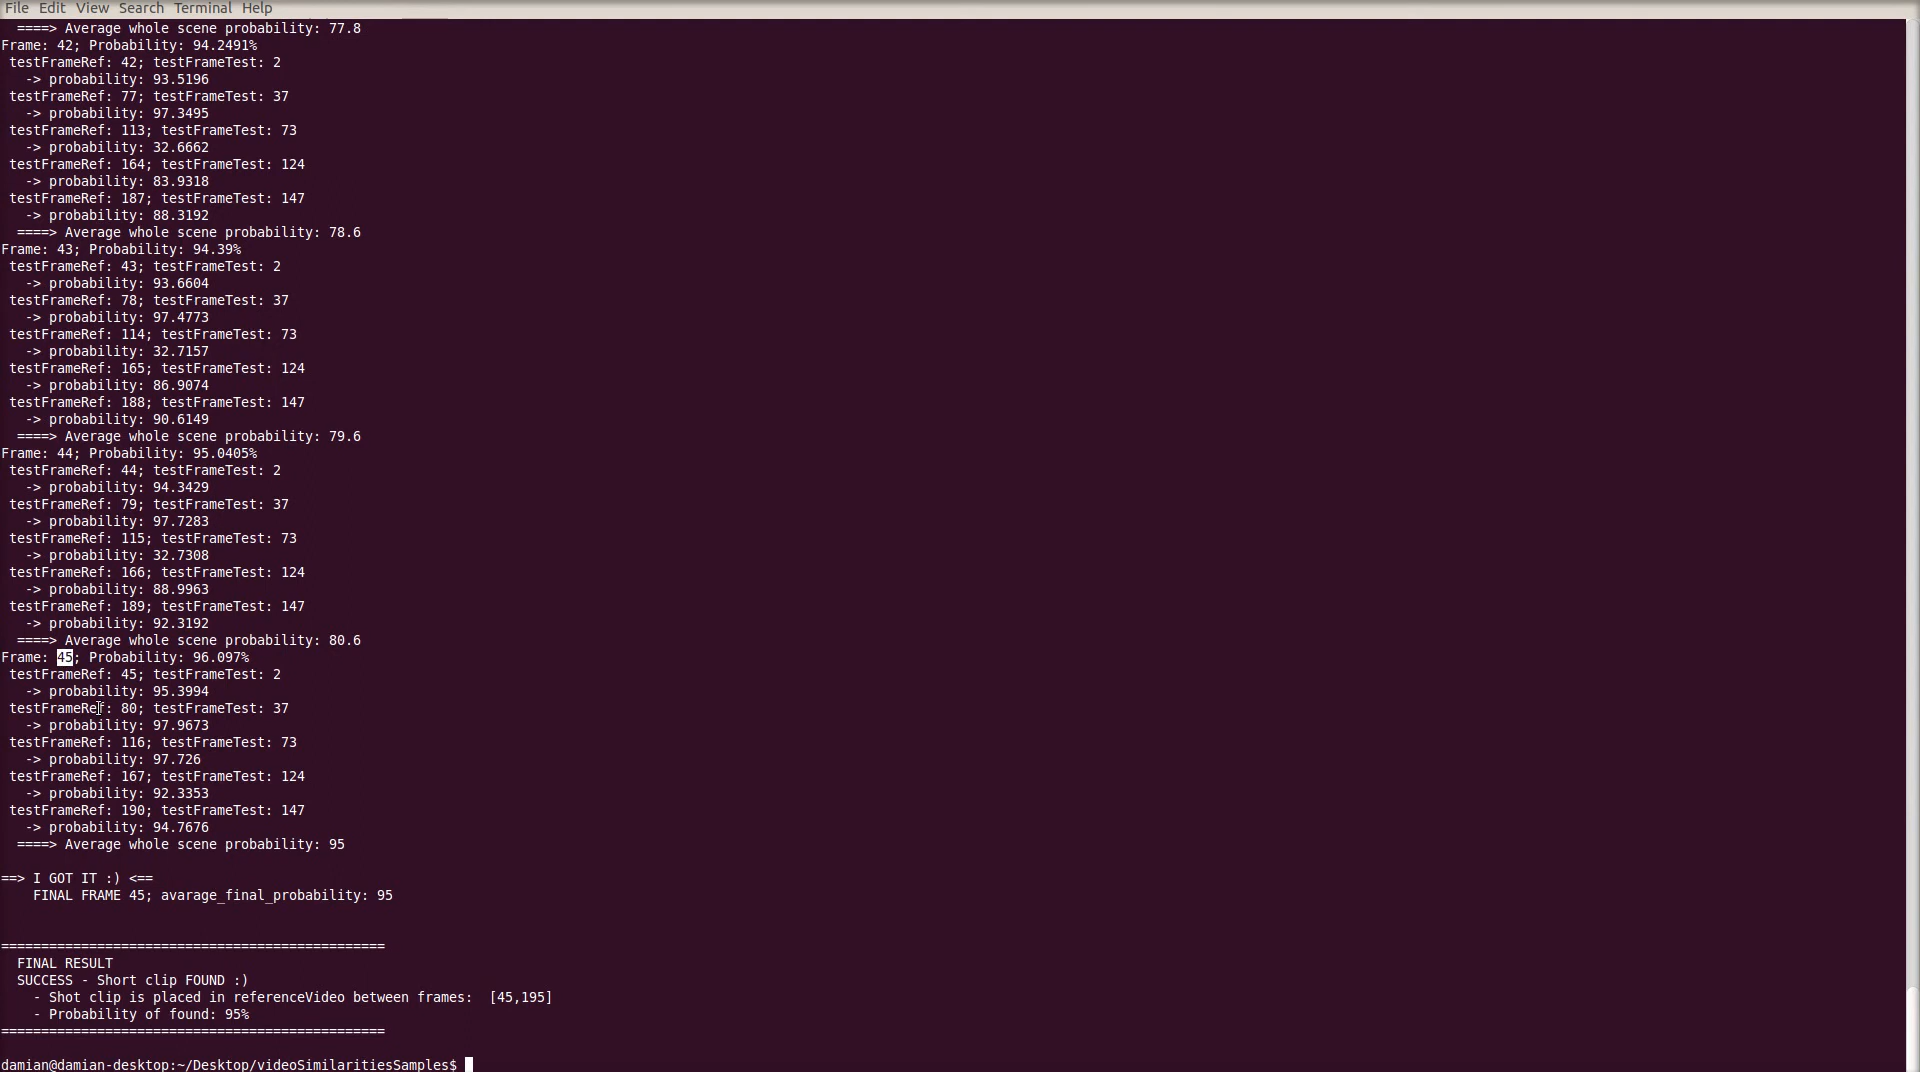 File Edit View Search Terminal Help
====> Average whole scene probability: 77.8
Frame: 42; Probability: 94.2491%
testFrameRef: 42; testFrameTest: 2
-> probability: 93.5196
testFrameRef: 77; testFrameTest: 37
-> probability: 97.3495
testFrameRef: 113; testFrameTest: 73
-> probability: 32.6662
testFrameRef: 164; testFrameTest: 124
-> probability: 83.9318
testFrameRef: 187; testFrameTest: 147
-> probability: 88.3192
====> Average whole scene probability: 78.6
Frame: 43; Probability: 94.39%
testFrameRef: 43; testFrameTest: 2
-> probability: 93.6604
testFrameRef: 78; testFrameTest: 37
-> probability: 97.4773
testFrameRef: 114; testFrameTest: 73
-> probability: 32.7157
testFrameRef: 165; testFrameTest: 124
-> probability: 86.9074
testFrameRef: 188; testFrameTest: 147
-> probability: 90.6149
====> Average whole scene probability: 79.6
Frame: 44; Probability: 95.0405%
testFrameRef: 44; testFrameTest: 2
-> probability: 94.3429
testFrameRef: 79; testFrameTest: 37
-> probability: 97.7283
testFrameRef: 115; testFrameTest: 73
-> probability: 32.7308
testFrameRef: 166; testFrameTest: 124
-> probability: 88.9963
testFrameRef: 189; testFrameTest: 147
-> probability: 92.3192
====> Average whole scene probability: 80.6
Frame: 45; Probability: 96.097%
testFrameRef: 45; testFrameTest: 2
-> probability: 95.3994
testFrameRef: 80; testFrameTest: 37
-> probability: 97.9673
testFrameRef: 116; testFrameTest: 73
-> probability: 97.726
testFrameRef: 167; testFrameTest: 124
-> probability: 92.3353
testFrameRef: 190; testFrameTest: 147
-> probability: 94.7676
====> Average whole scene probability: 95
==> I GOT IT :) <==
FINAL FRAME 45; avarage_final_probability: 95
================================================
FINAL RESULT
SUCCESS - Short clip FOUND :)
- Shot clip is placed in referenceVideo between frames:  [45,195]
- Probability of found: 95%
================================================
damian@damian-desktop:~/Desktop/videoSimilaritiesSamples$